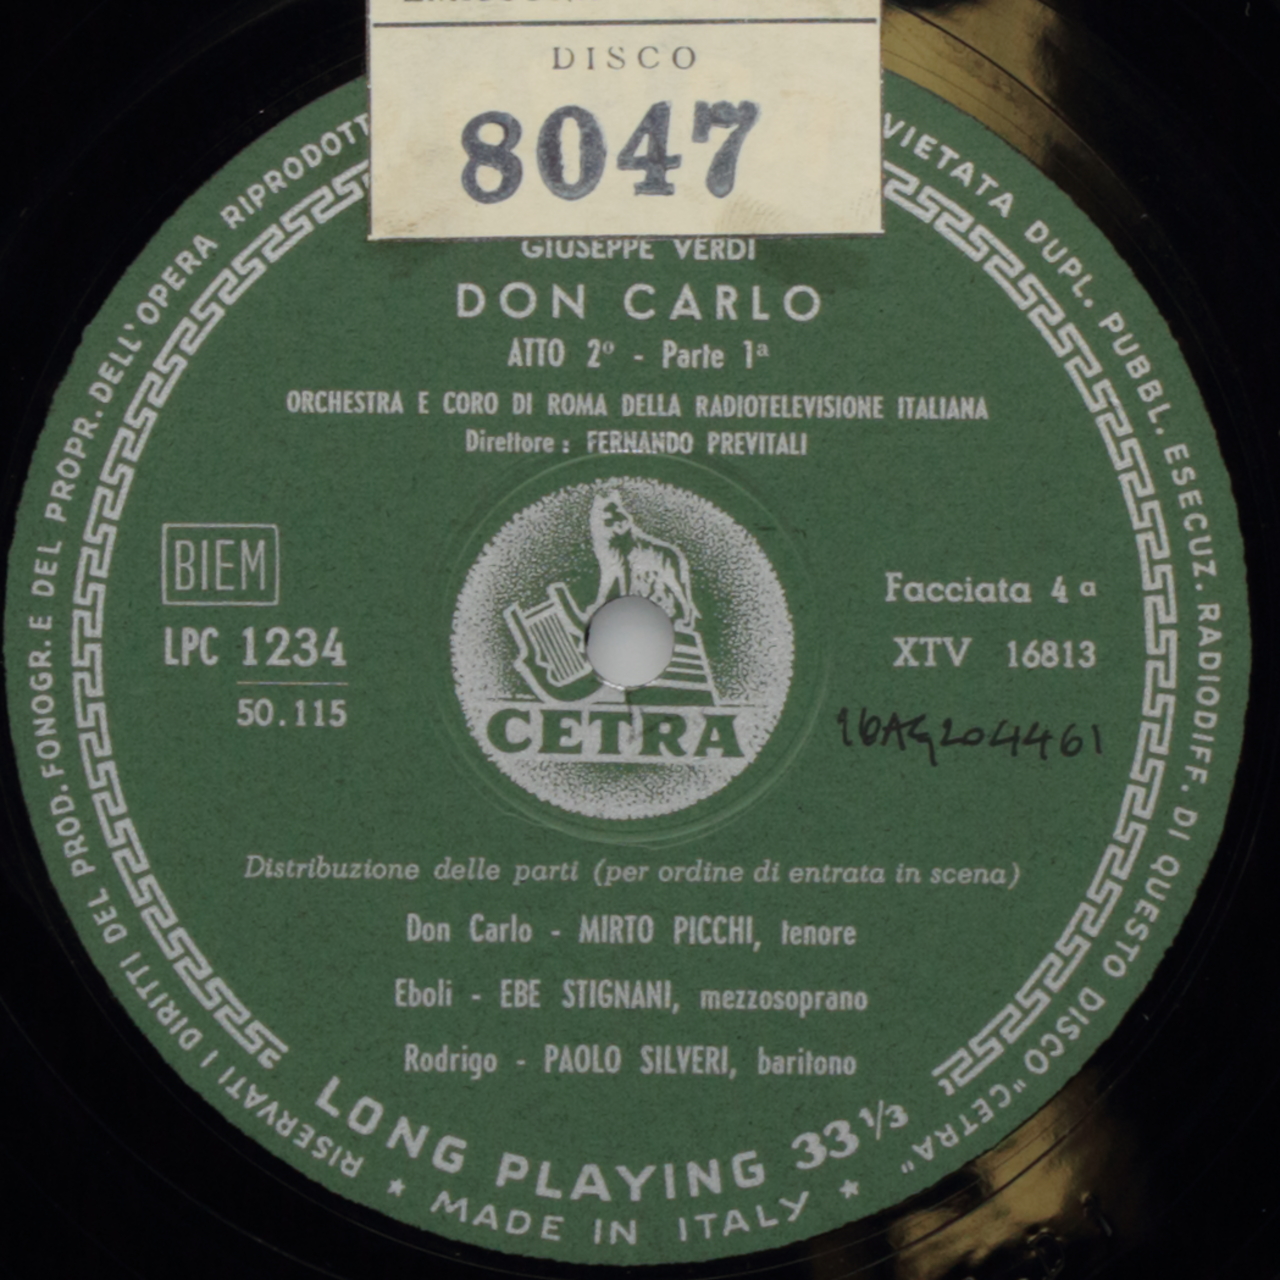 DISCO
8047
GIUSEPPE VERDI
DON CARLO
ATTO 2º - Parte 1ª
ORCHESTRA E CORO DI ROMA DELLA RADIOTELEVISIONE ITALIANA
Direttore: FERNANDO PREVITALI
BIEM
LPC 1234
50.115
Facciata 4ª
XTV 16813
16AG204461
CETRA
Distribuzione delle parti (per ordine di entrata in scena)
Don Carlo - MIRTO PICCHI, tenore
Eboli - EBE STIGNANI, mezzosoprano
Rodrigo - PAOLO SILVERI, baritono
LONG PLAYING 33 1/3
★ MADE IN ITALY ★
RISERVATI I DIRITTI DEL PROD. FONOGR. E DEL PROPR. DELL'OPERA
VIETATA DUPL. PUBBL. ESECUZ. RADIODIFF. DI QUESTO DISCO "CETRA"